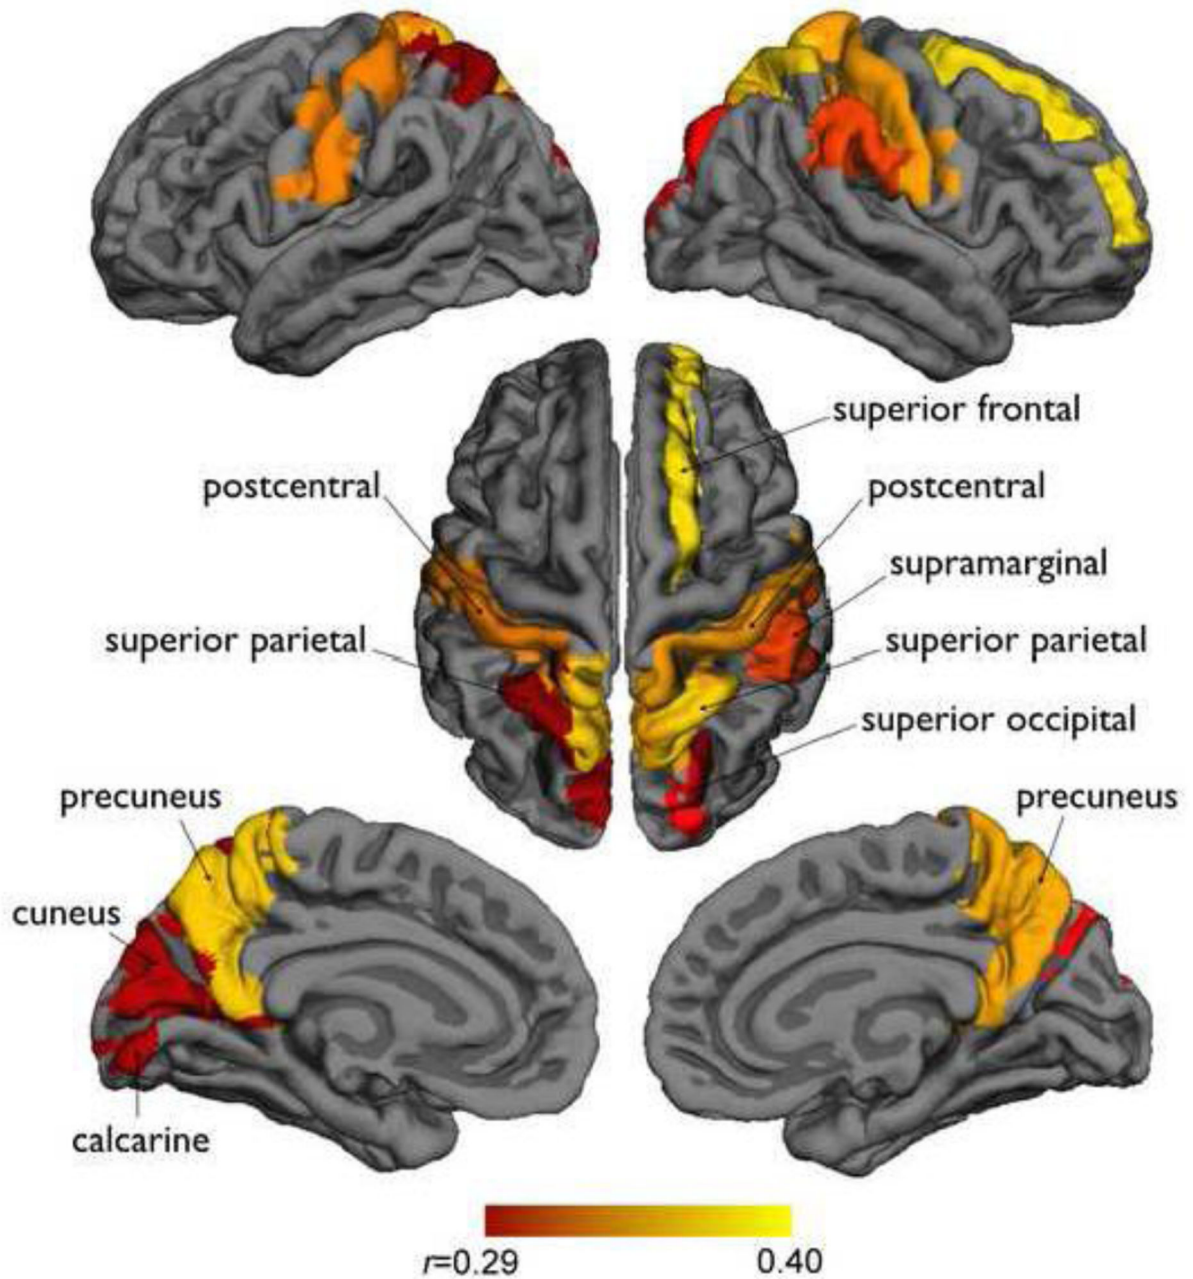 superior frontal
postcentral
postcentral
supramarginal
superior parietal
superior parietal
superior occipital
precuneus
precuneus
cuneus
calcarine
r=0.29
0.40